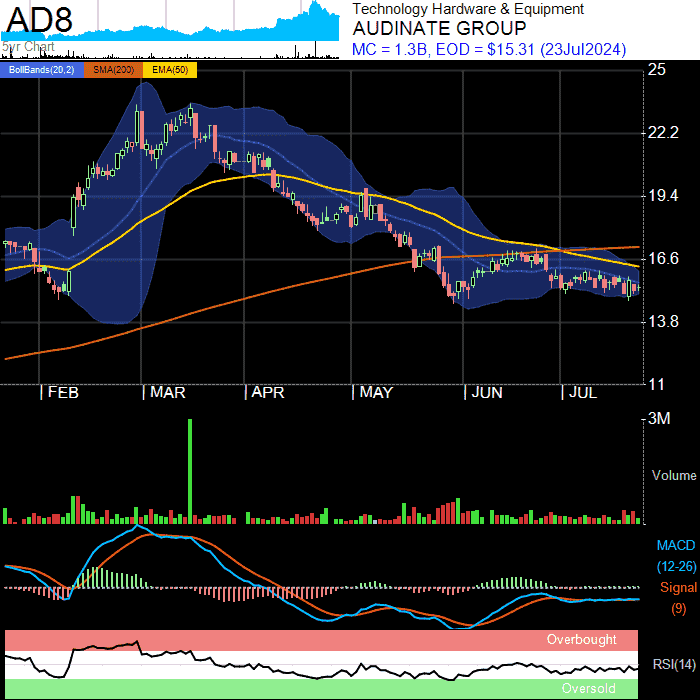 AD8
5yr Chart
Technology Hardware & Equipment
AUDINATE GROUP
MC = 1.3B, EOD = $15.31 (23Jul2024)
BollBands(20,2) SMA(200) EMA(50)
25
22.2
19.4
16.6
13.8
11
FEB MAR APR MAY JUN JUL
3M
Volume
MACD
(12-26)
Signal
(9)
Overbought
RSI(14)
Oversold